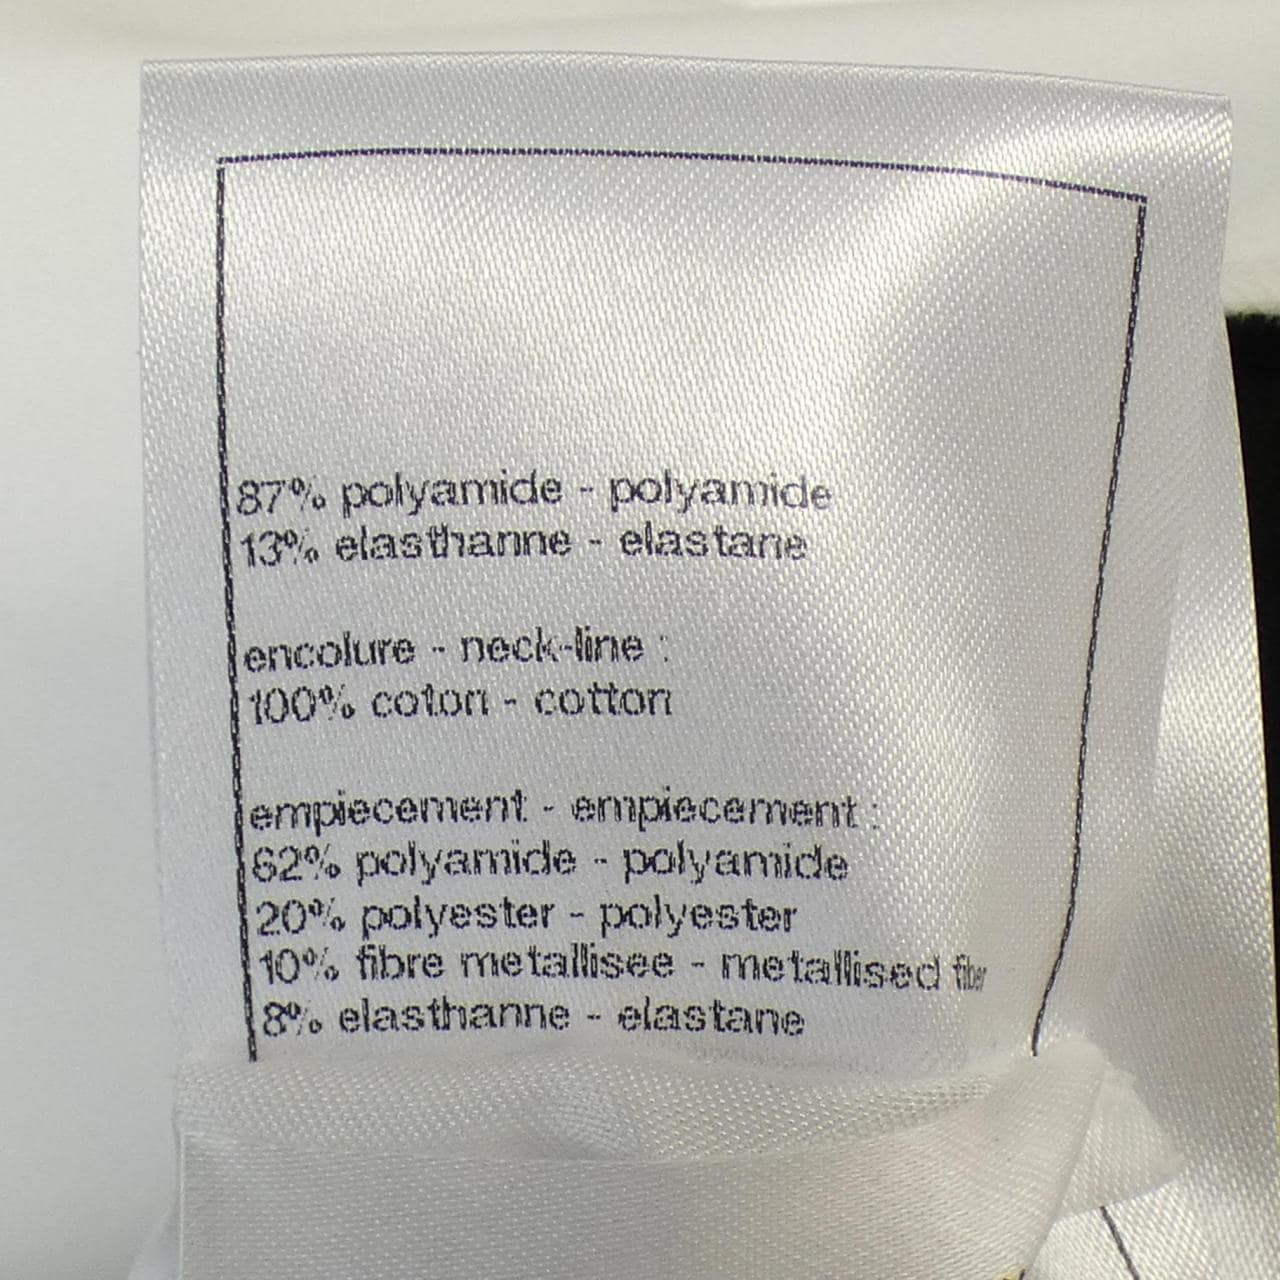 87% polyamide - polyamide
13% elasthanne - elastane
encolure - neck-line :
100% coton - cotton
empiecement - empiecement :
62% polyamide - polyamide
20% polyester - polyester
10% fibre metallisee - metallised fibr
8% elasthanne - elastane